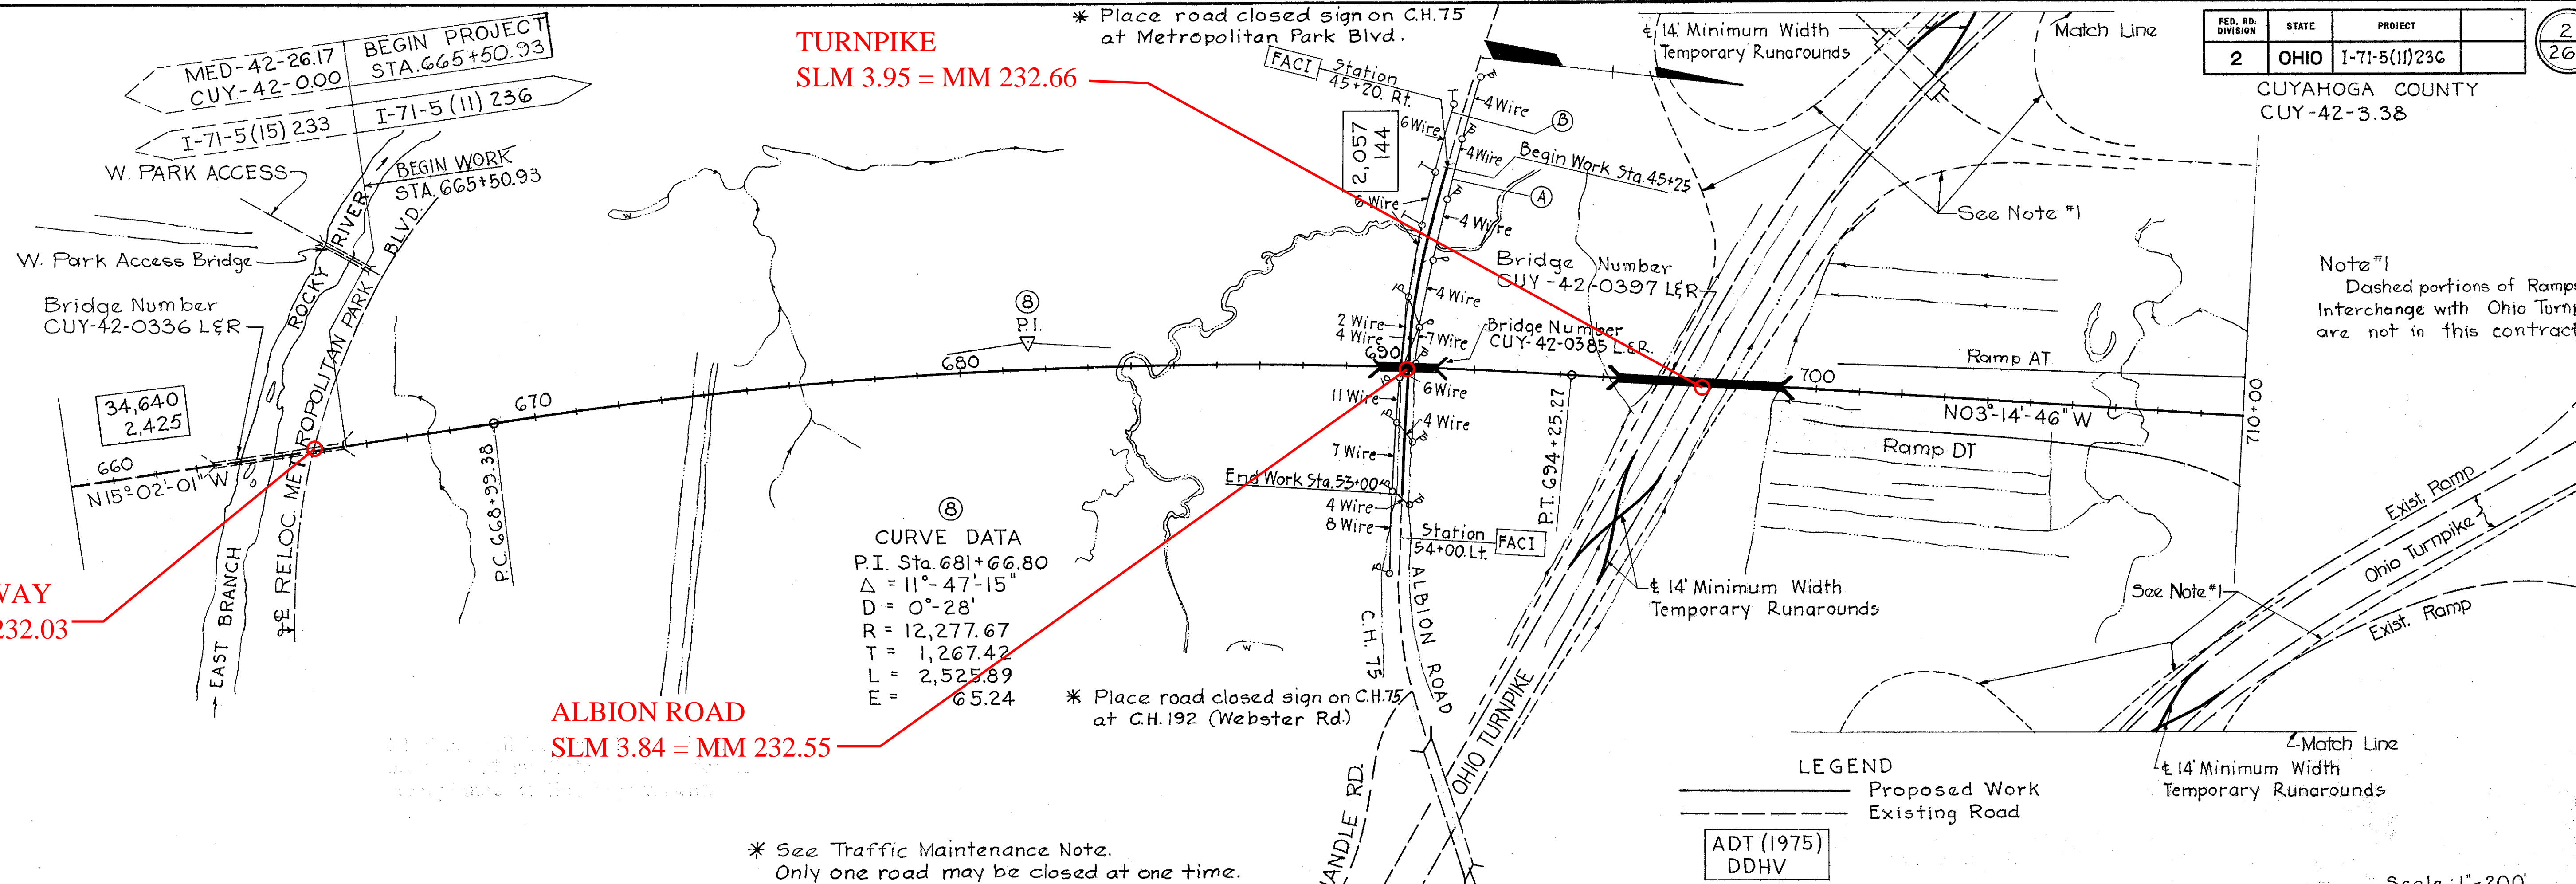 * Place road closed sign on C.H.75
at Metropolitan Park Blvd.
TURNPIKE
SLM 3.95 = MM 232.66
₵ 14' Minimum Width
Temporary Runarounds
Match Line
FED. RD. DIVISION STATE PROJECT
2 OHIO I-71-5(11)236
2
26
CUYAHOGA COUNTY
CUY-42-3.38
MED-42-26.17
CUY-42-0.00
BEGIN PROJECT
STA.665+50.93
I-71-5(15)233
I-71-5(11)236
W. PARK ACCESS
BEGIN WORK
STA.665+50.93
W. Park Access Bridge
Bridge Number
CUY-42-0336 L&R
ROCKY RIVER
EAST BRANCH
₵ RELOC. METROPOLITAN PARK BLVD.
34,640
2,425
660
N15°-02'-01"W
P.C. 668+99.38
670
680
8
P.I.
FACI
Station
45+20. Rt.
2,057
144
4 Wire
6 Wire
B
4 Wire
Begin Work Sta.45+25
A
6 Wire
4 Wire
Bridge Number
CUY-42-0397 L&R
4 Wire
2 Wire
4 Wire
7 Wire
Bridge Number
CUY-42-0385 L.&R.
690
6 Wire
11 Wire
4 Wire
7 Wire
End Work Sta.53+00
4 Wire
8 Wire
Station
54+00.Lt.
FACI
P.T. 694+25.27
700
N03°-14'-46"W
710+00
Ramp AT
Ramp DT
See Note #1
Note#1
Dashed portions of Ramps
Interchange with Ohio Turnp
are not in this contract
8
CURVE DATA
P.I. Sta.681+66.80
Δ = 11°-47'-15"
D = 0°-28'
R = 12,277.67
T = 1,267.42
L = 2,525.89
E = 65.24
WAY
232.03
ALBION ROAD
SLM 3.84 = MM 232.55
* Place road closed sign on C.H.75
at C.H.192 (Webster Rd.)
C.H. 75
ALBION ROAD
OHIO TURNPIKE
ANDLE RD.
₵ 14' Minimum Width
Temporary Runarounds
Exist. Ramp
Ohio Turnpike
Exist. Ramp
See Note #1
Match Line
₵ 14' Minimum Width
Temporary Runarounds
LEGEND
Proposed Work
Existing Road
ADT (1975)
DDHV
* See Traffic Maintenance Note.
Only one road may be closed at one time.
Scale: 1"=200'